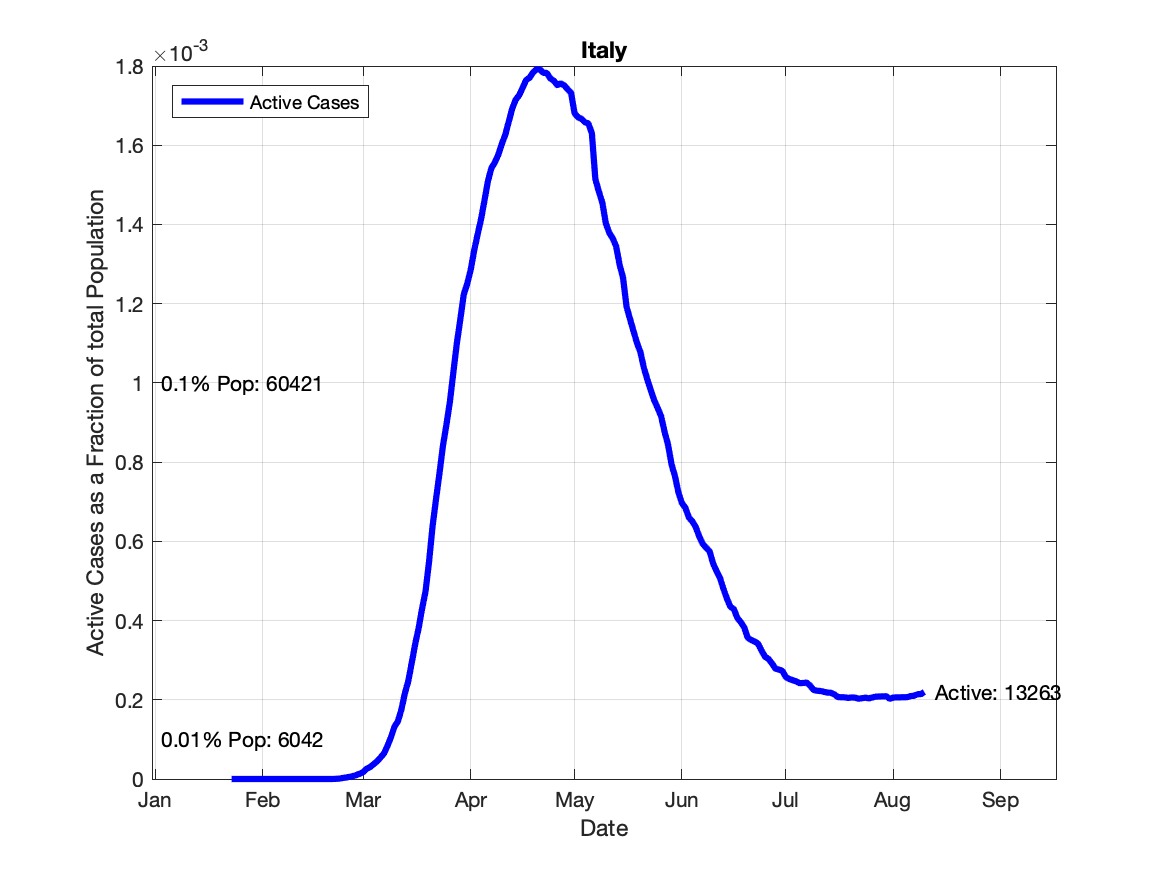 Italy
×10-3
1.8
1.6
1.4
1.2
1
0.8
0.6
0.4
0.2
0
Active Cases as a Fraction of total Population
Active Cases
0.1% Pop: 60421
0.01% Pop: 6042
Active: 13263
Jan Feb Mar Apr May Jun Jul Aug Sep
Date